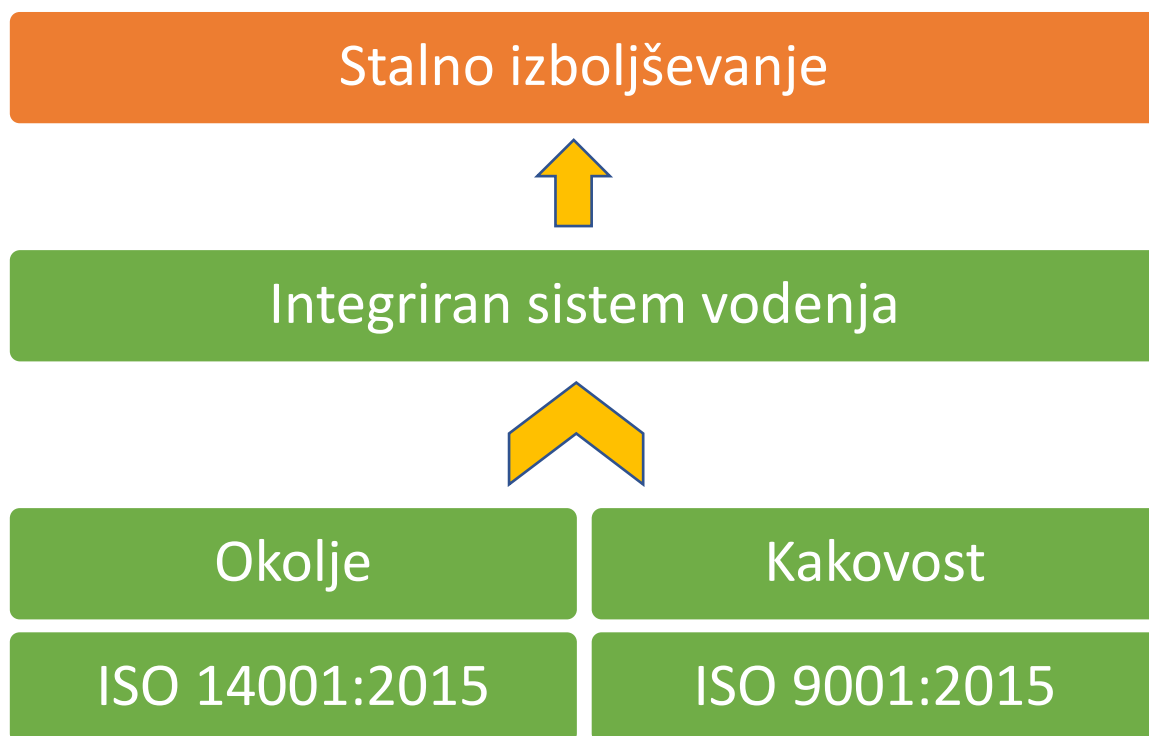 Stalno izboljševanje
Integriran sistem vodenja
Okolje
Kakovost
ISO 14001:2015
ISO 9001:2015